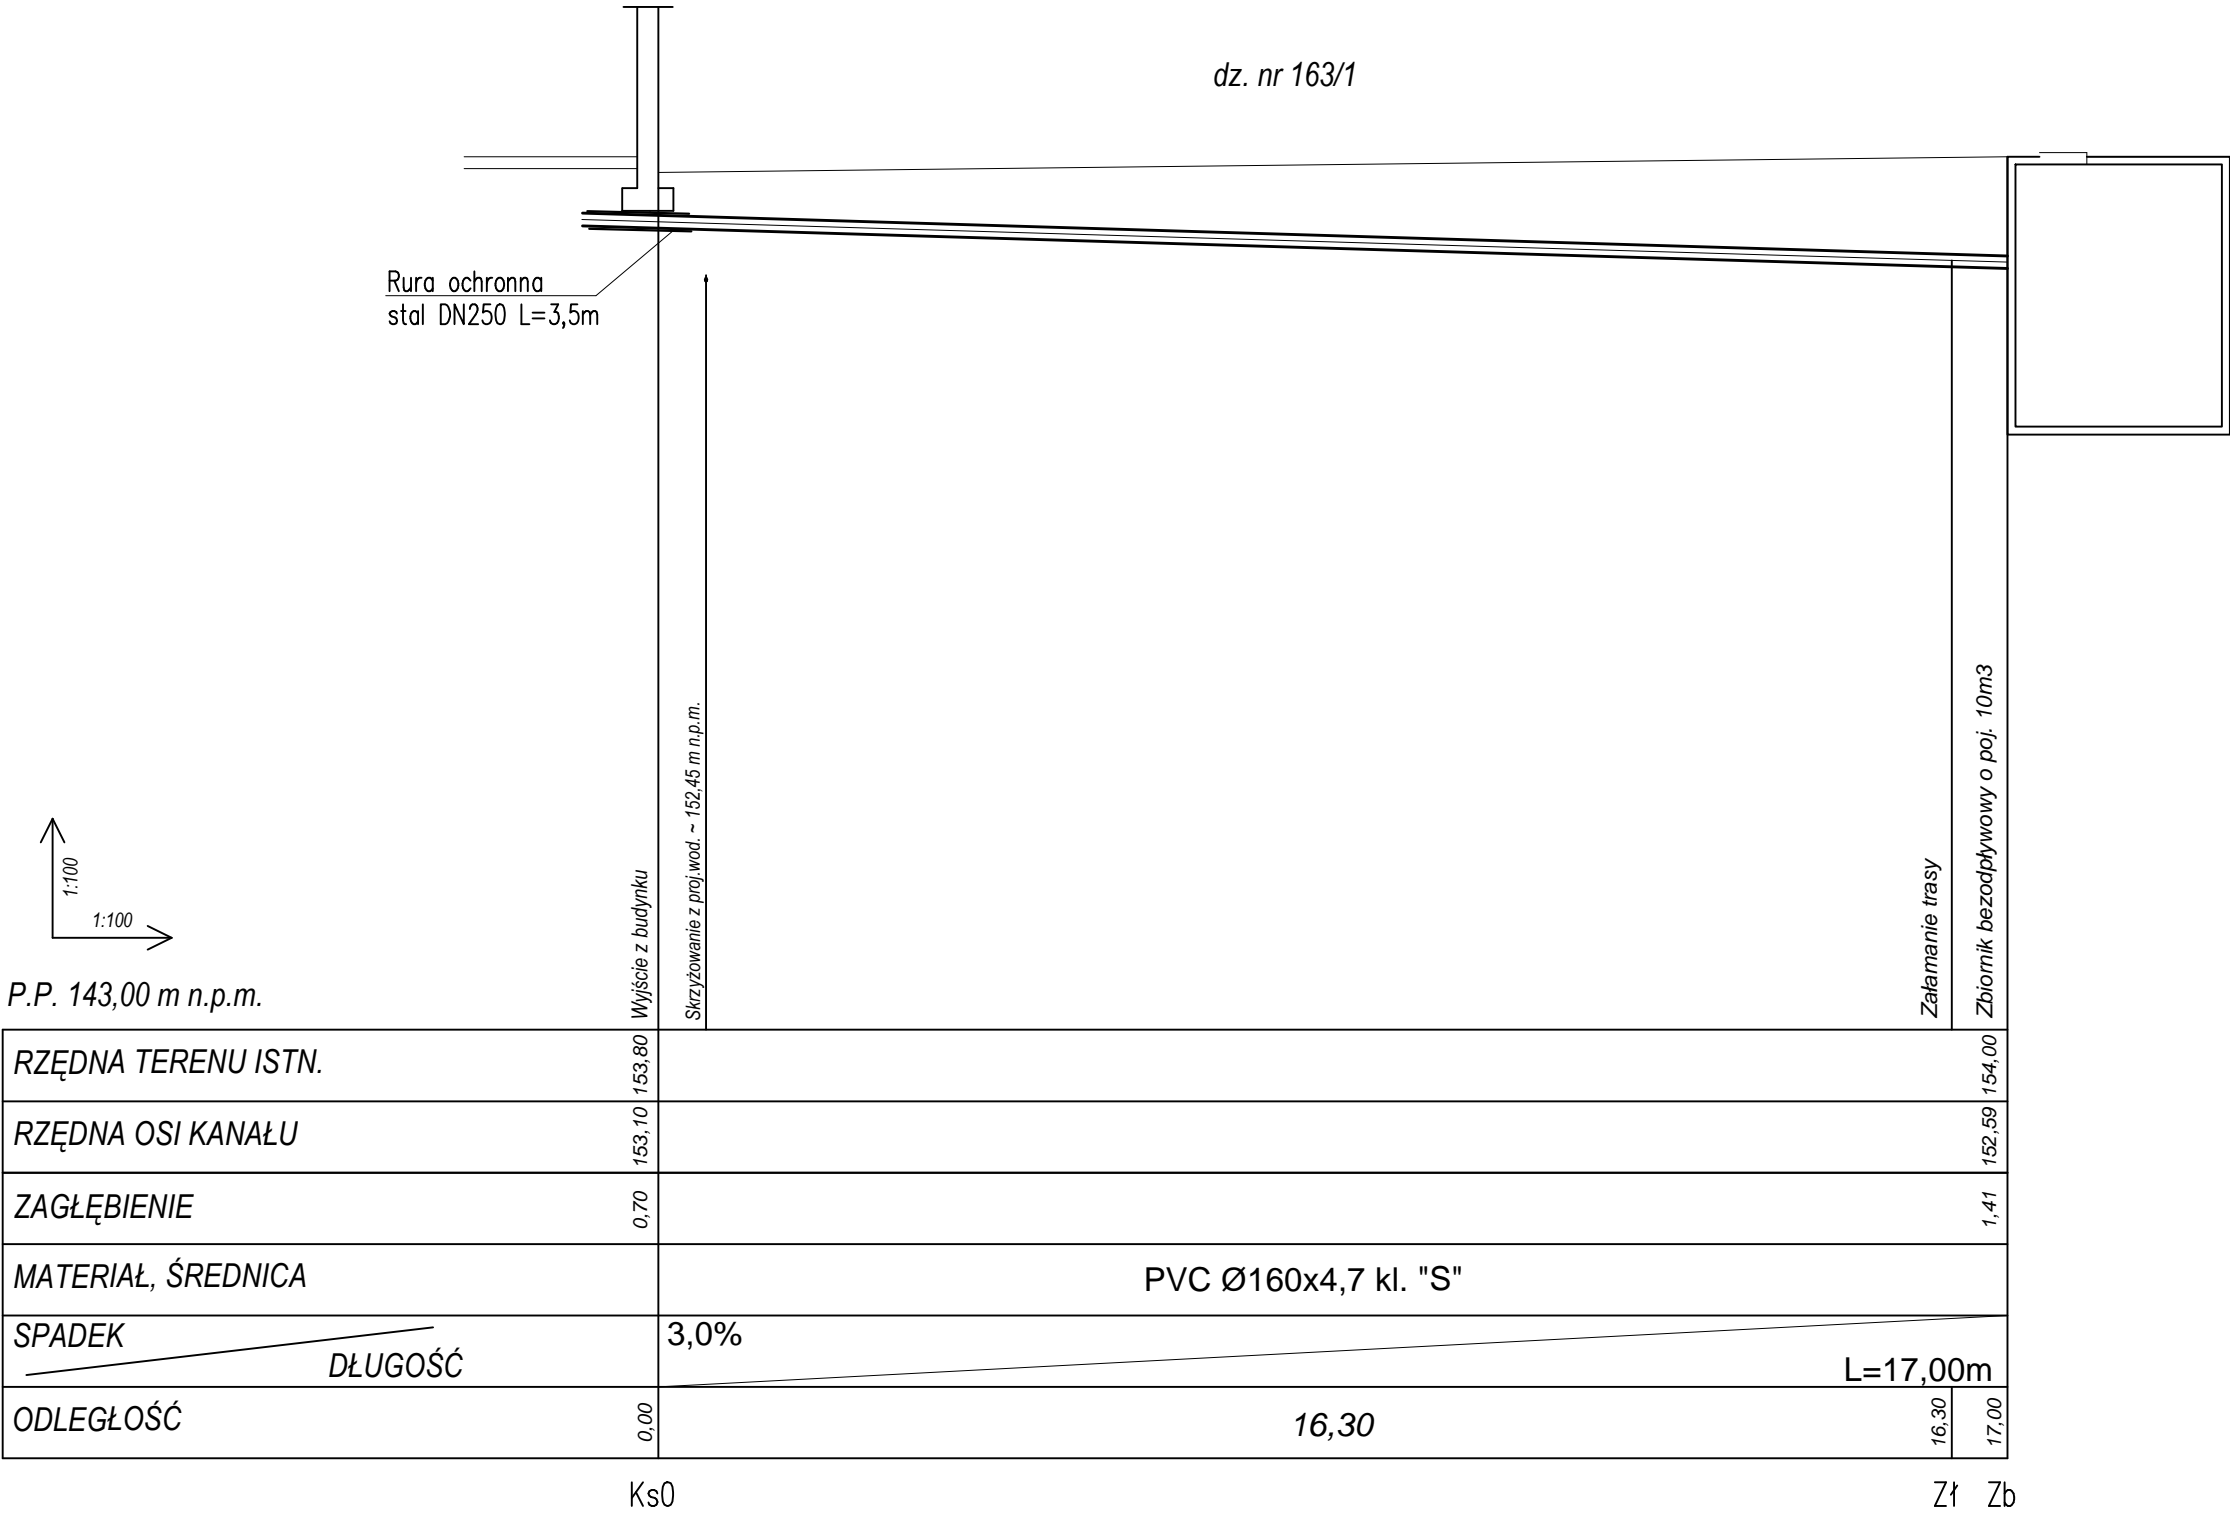 dz. nr 163/1
Rura ochronna
stal DN250 L=3,5m
1:100
1:100
P.P. 143,00 m n.p.m.
Wyjście z budynku
Skrzyżowanie z proj.wod. ~ 152,45 m n.p.m.
Załamanie trasy
Zbiornik bezodpływowy o poj. 10m3
RZĘDNA TERENU ISTN. 153,80 154,00
RZĘDNA OSI KANAŁU 153,10 152,59
ZAGŁĘBIENIE 0,70 1,41
MATERIAŁ, ŚREDNICA PVC Ø160x4,7 kl. "S"
SPADEK 3,0%
DŁUGOŚĆ L=17,00m
ODLEGŁOŚĆ 0,00 16,30 16,30 17,00
Ks0 Zł Zb